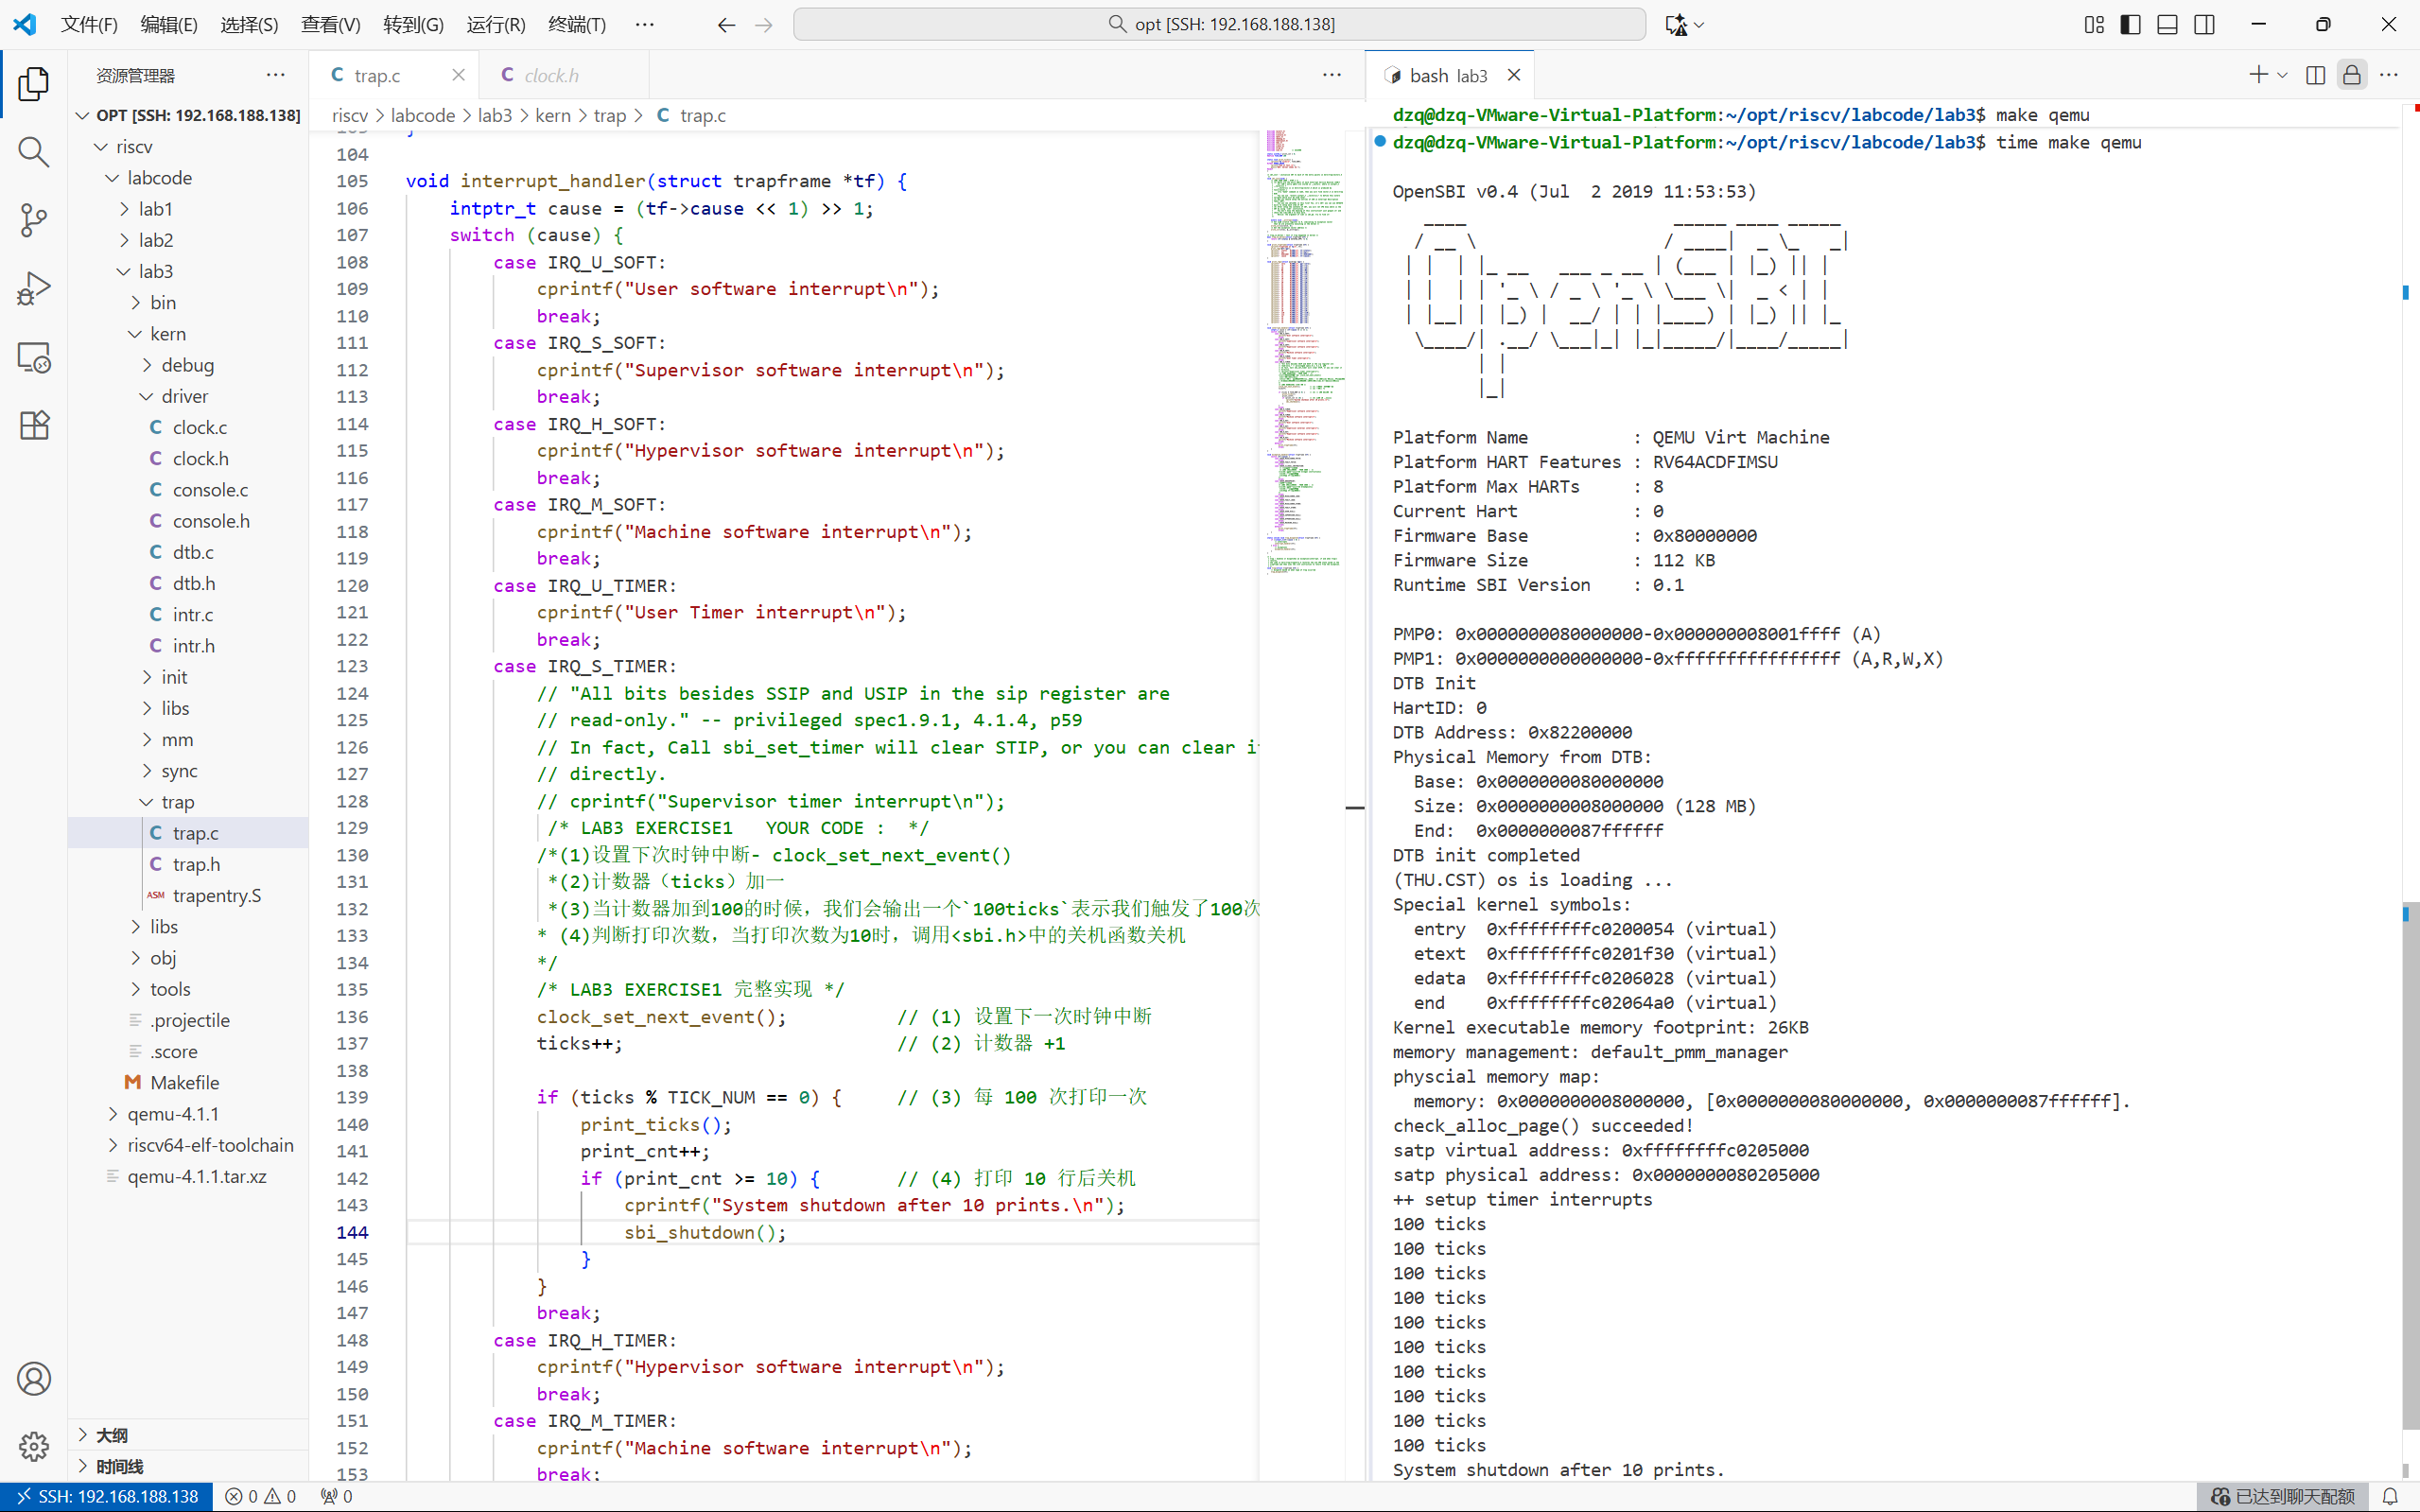 文件(F) 编辑(E) 选择(S) 查看(V) 转到(G) 运行(R) 终端(T) ···
opt [SSH: 192.168.188.138]
资源管理器
OPT [SSH: 192.168.188.138]
riscv
labcode
lab1
lab2
lab3
bin
kern
debug
driver
C clock.c
C clock.h
C console.c
C console.h
C dtb.c
C dtb.h
C intr.c
C intr.h
init
libs
mm
sync
trap
C trap.c
C trap.h
ASM trapentry.S
libs
obj
tools
.projectile
.score
M Makefile
qemu-4.1.1
riscv64-elf-toolchain
qemu-4.1.1.tar.xz
大纲
时间线
C trap.c
C clock.h
riscv > labcode > lab3 > kern > trap > C trap.c
104
105 void interrupt_handler(struct trapframe *tf) {
106 intptr_t cause = (tf->cause << 1) >> 1;
107 switch (cause) {
108 case IRQ_U_SOFT:
109 cprintf("User software interrupt\n");
110 break;
111 case IRQ_S_SOFT:
112 cprintf("Supervisor software interrupt\n");
113 break;
114 case IRQ_H_SOFT:
115 cprintf("Hypervisor software interrupt\n");
116 break;
117 case IRQ_M_SOFT:
118 cprintf("Machine software interrupt\n");
119 break;
120 case IRQ_U_TIMER:
121 cprintf("User Timer interrupt\n");
122 break;
123 case IRQ_S_TIMER:
124 // "All bits besides SSIP and USIP in the sip register are
125 // read-only." -- privileged spec1.9.1, 4.1.4, p59
126 // In fact, Call sbi_set_timer will clear STIP, or you can clear i
127 // directly.
128 // cprintf("Supervisor timer interrupt\n");
129 /* LAB3 EXERCISE1 YOUR CODE : */
130 /*(1)设置下次时钟中断- clock_set_next_event()
131 *(2)计数器（ticks）加一
132 *(3)当计数器加到100的时候，我们会输出一个`100ticks`表示我们触发了100次
133 * (4)判断打印次数，当打印次数为10时，调用<sbi.h>中的关机函数关机
134 */
135 /* LAB3 EXERCISE1 完整实现 */
136 clock_set_next_event(); // (1) 设置下一次时钟中断
137 ticks++; // (2) 计数器 +1
138
139 if (ticks % TICK_NUM == 0) { // (3) 每 100 次打印一次
140 print_ticks();
141 print_cnt++;
142 if (print_cnt >= 10) { // (4) 打印 10 行后关机
143 cprintf("System shutdown after 10 prints.\n");
144 sbi_shutdown();
145 }
146 }
147 break;
148 case IRQ_H_TIMER:
149 cprintf("Hypervisor software interrupt\n");
150 break;
151 case IRQ_M_TIMER:
152 cprintf("Machine software interrupt\n");
153 break;
bash lab3
dzq@dzq-VMware-Virtual-Platform:~/opt/riscv/labcode/lab3$ make qemu
dzq@dzq-VMware-Virtual-Platform:~/opt/riscv/labcode/lab3$ time make qemu
OpenSBI v0.4 (Jul  2 2019 11:53:53)
OpenSBI
Platform Name : QEMU Virt Machine
Platform HART Features : RV64ACDFIMSU
Platform Max HARTs : 8
Current Hart : 0
Firmware Base : 0x80000000
Firmware Size : 112 KB
Runtime SBI Version : 0.1
PMP0: 0x0000000080000000-0x000000008001ffff (A)
PMP1: 0x0000000000000000-0xffffffffffffffff (A,R,W,X)
DTB Init
HartID: 0
DTB Address: 0x82200000
Physical Memory from DTB:
Base: 0x0000000080000000
Size: 0x0000000008000000 (128 MB)
End:  0x0000000087ffffff
DTB init completed
(THU.CST) os is loading ...
Special kernel symbols:
entry  0xffffffffc0200054 (virtual)
etext  0xffffffffc0201f30 (virtual)
edata  0xffffffffc0206028 (virtual)
end    0xffffffffc02064a0 (virtual)
Kernel executable memory footprint: 26KB
memory management: default_pmm_manager
physcial memory map:
memory: 0x0000000008000000, [0x0000000080000000, 0x0000000087ffffff].
check_alloc_page() succeeded!
satp virtual address: 0xffffffffc0205000
satp physical address: 0x0000000080205000
++ setup timer interrupts
100 ticks
100 ticks
100 ticks
100 ticks
100 ticks
100 ticks
100 ticks
100 ticks
100 ticks
100 ticks
System shutdown after 10 prints.
SSH: 192.168.188.138 0 0 0
已达到聊天配额